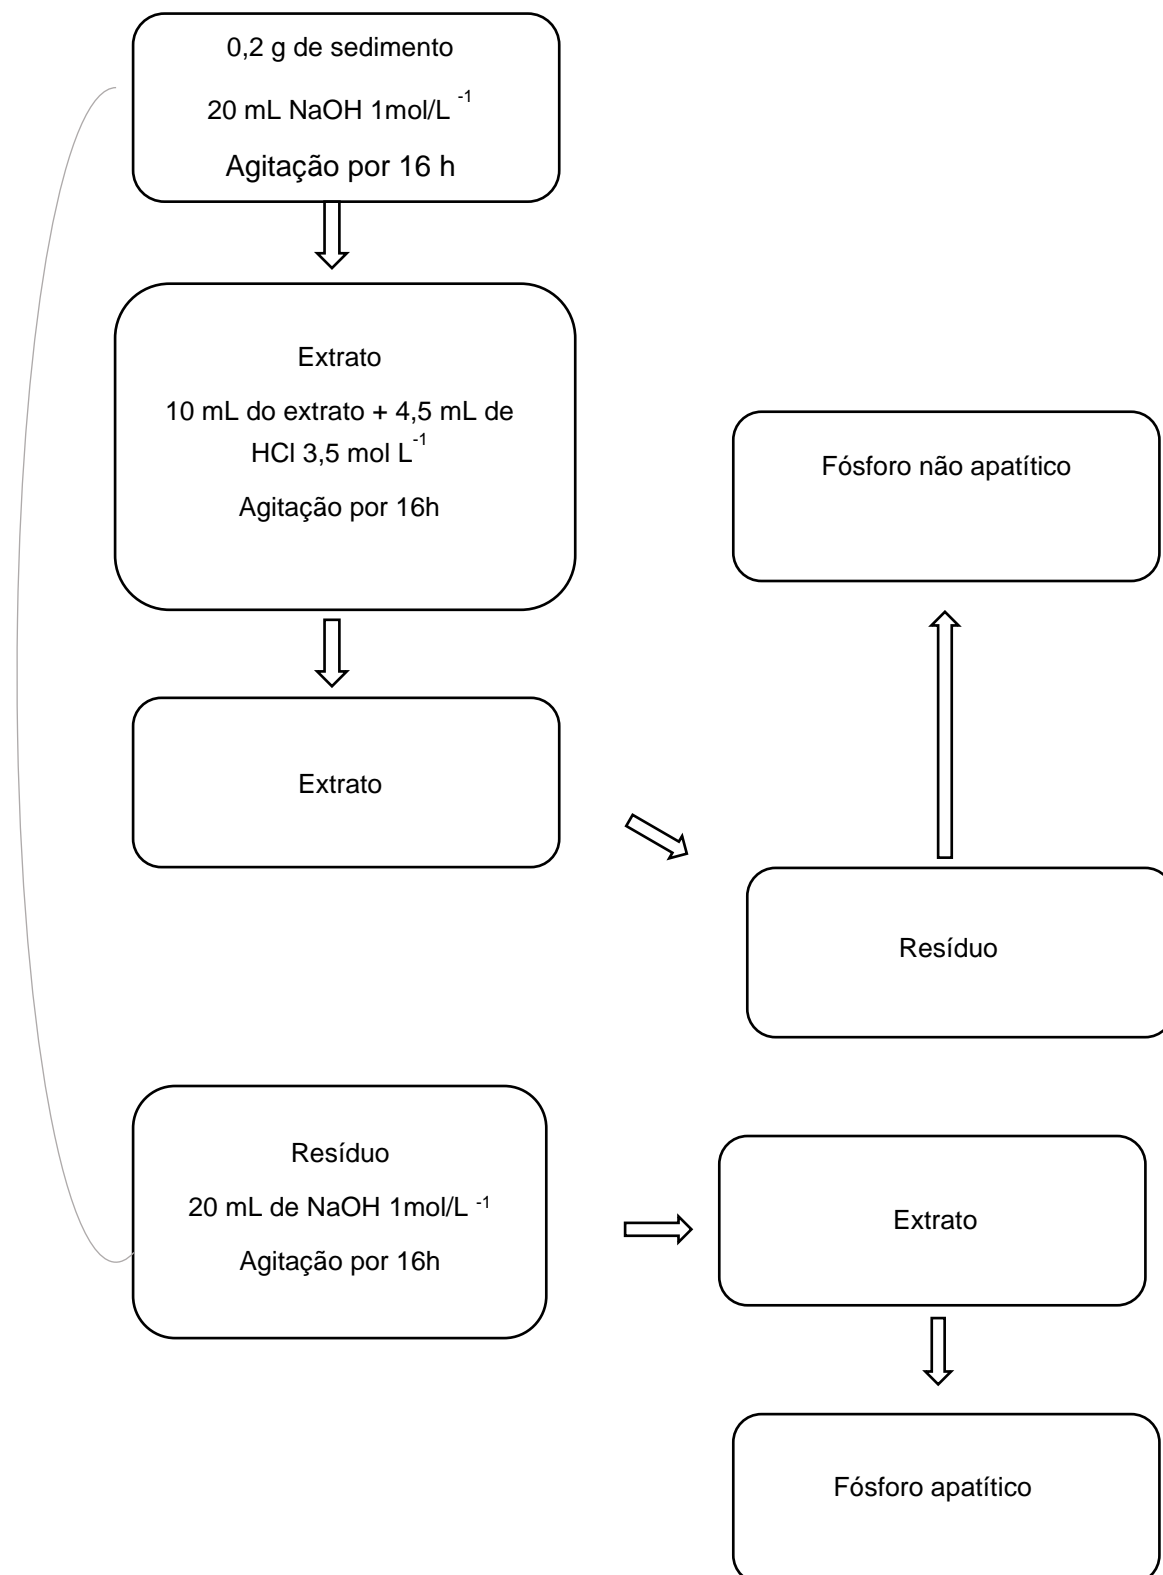 0,2 g de sedimento
20 mL NaOH 1mol/L -1
Agitação por 16 h
Extrato
10 mL do extrato + 4,5 mL de
HCl 3,5 mol L-1
Agitação por 16h
Fósforo não apatítico
Extrato
Resíduo
Resíduo
20 mL de NaOH 1mol/L -1
Agitação por 16h
Extrato
Fósforo apatítico